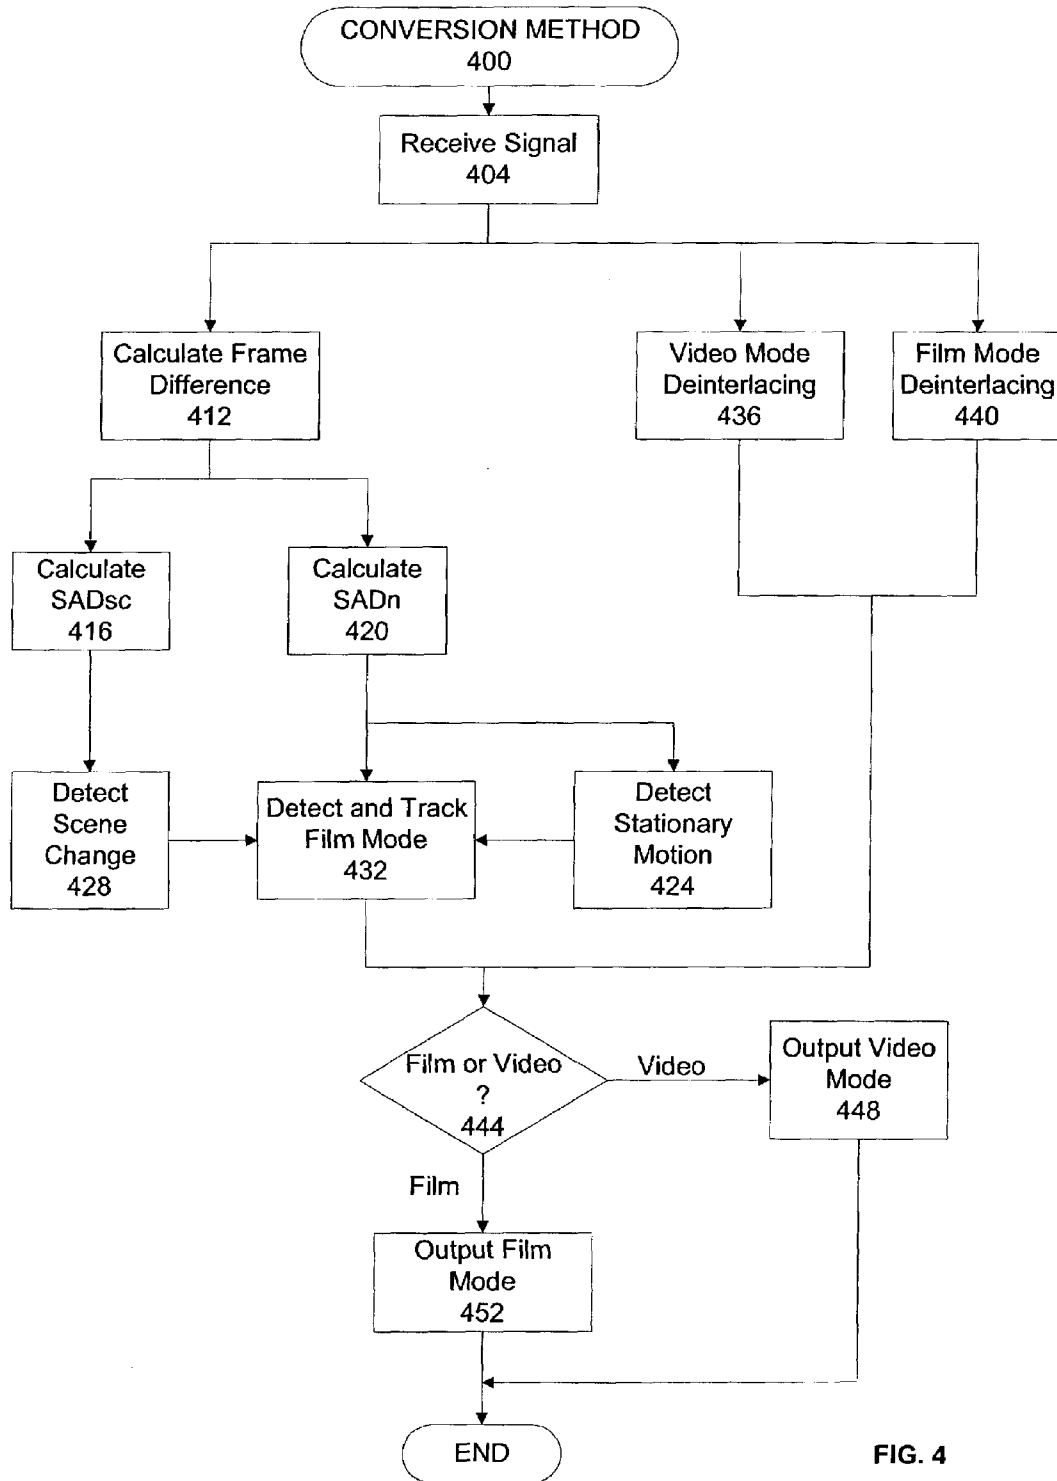 CONVERSION METHOD
400
Receive Signal
404
Calculate Frame
Difference
412
Video Mode
Deinterlacing
436
Film Mode
Deinterlacing
440
Calculate
SADsc
416
Calculate
SADn
420
Detect
Scene
Change
428
Detect and Track
Film Mode
432
Detect
Stationary
Motion
424
Film or Video
?
444
Video
Output Video
Mode
448
Film
Output Film
Mode
452
END
FIG. 4